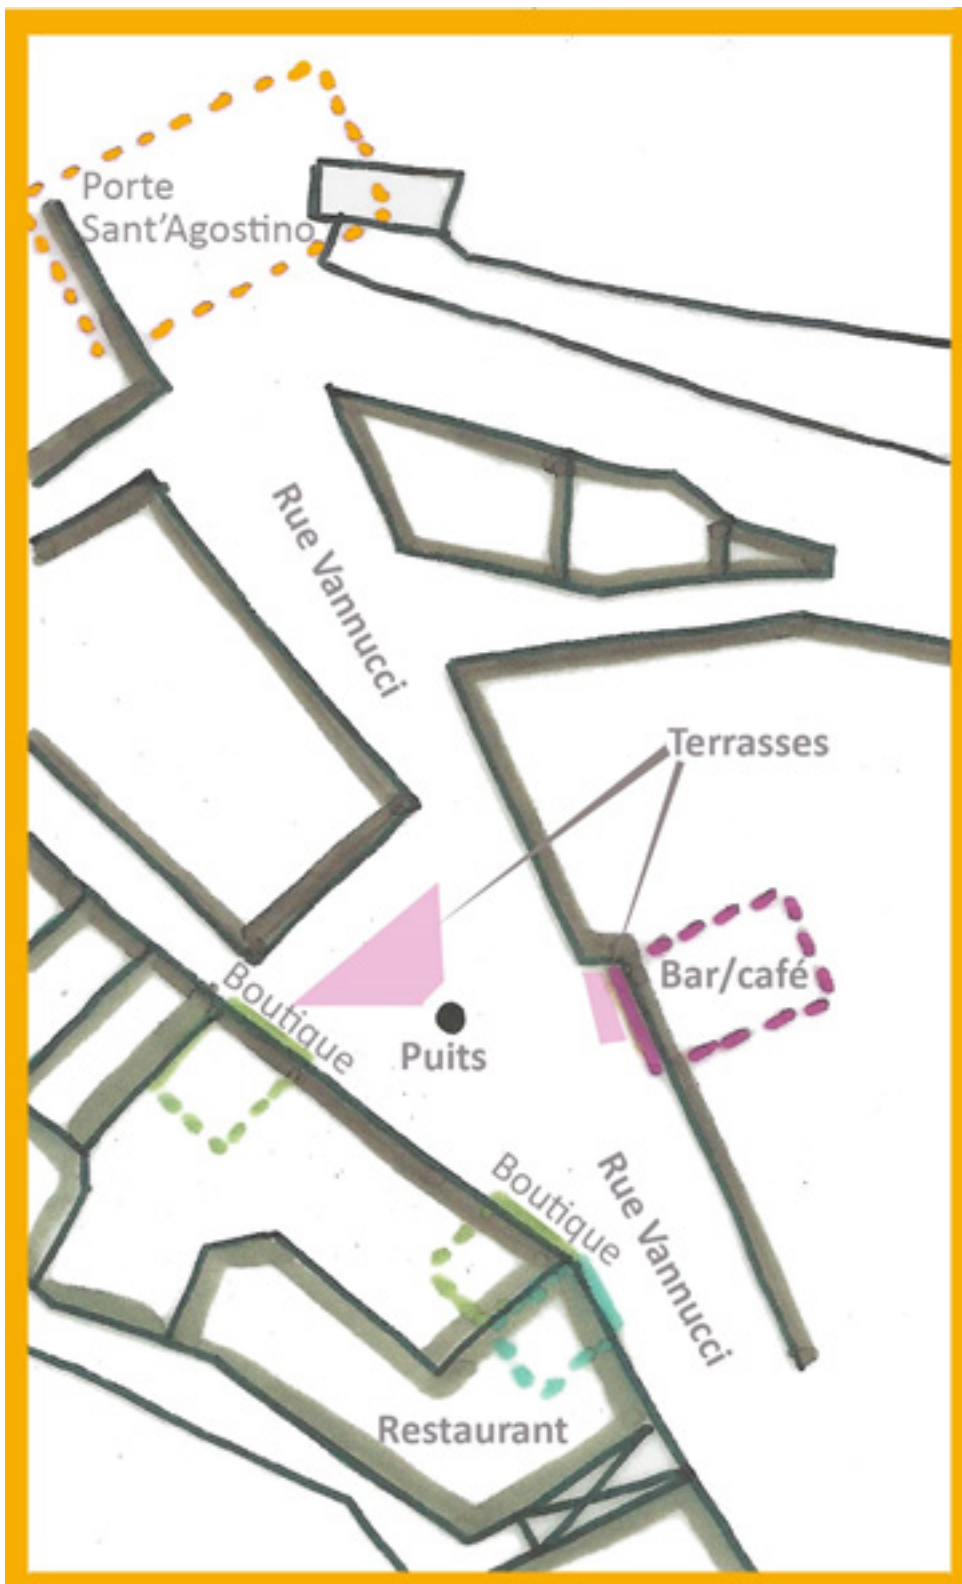 Porte
Sant'Agostino
Rue Vannucci
Terrasses
Bar/café
Boutique
Puits
Boutique
Rue Vannucci
Restaurant